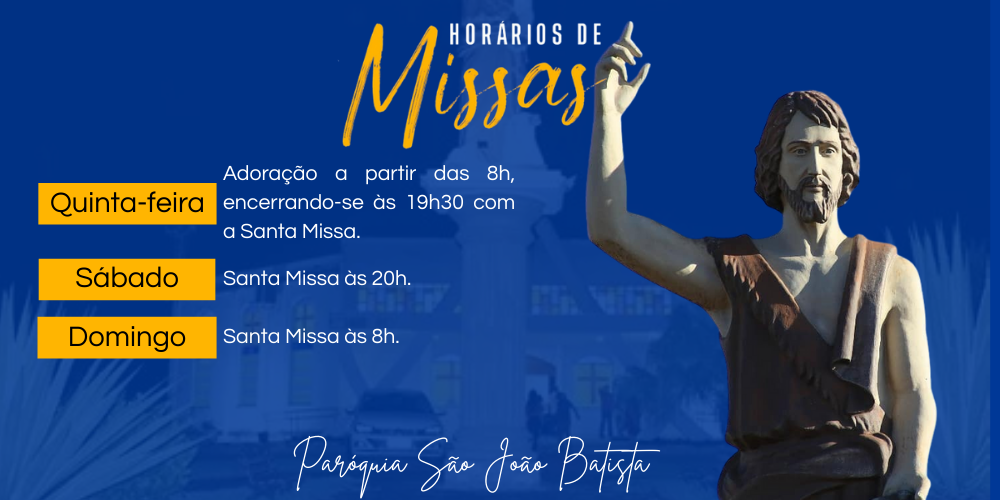 HORÁRIOS DE
Missas
Quinta-feira
Adoração a partir das 8h,
encerrando-se às 19h30 com
a Santa Missa.
Sábado
Santa Missa às 20h.
Domingo
Santa Missa às 8h.
Paróquia São João Batista